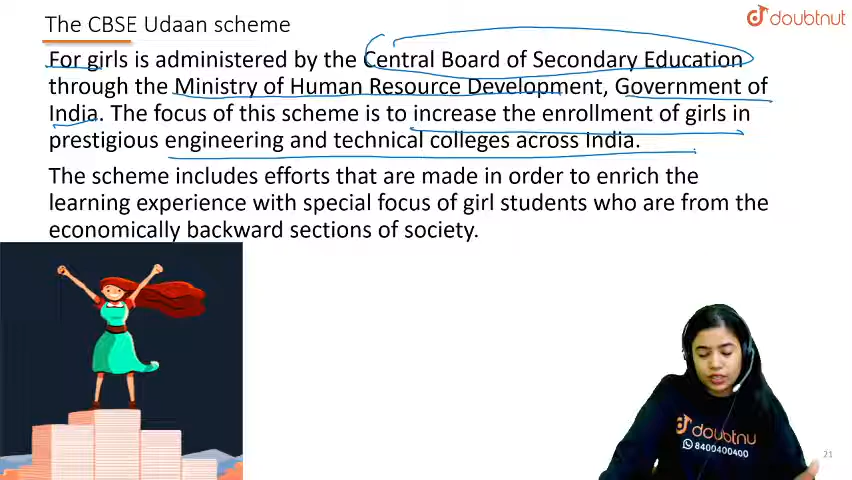 The CBSE Udaan scheme
doubtnut
For girls is administered by the Central Board of Secondary Education
through the Ministry of Human Resource Development, Government of
India. The focus of this scheme is to increase the enrollment of girls in
prestigious engineering and technical colleges across India.
The scheme includes efforts that are made in order to enrich the
learning experience with special focus of girl students who are from the
economically backward sections of society.
doubtnu
8400400400
21